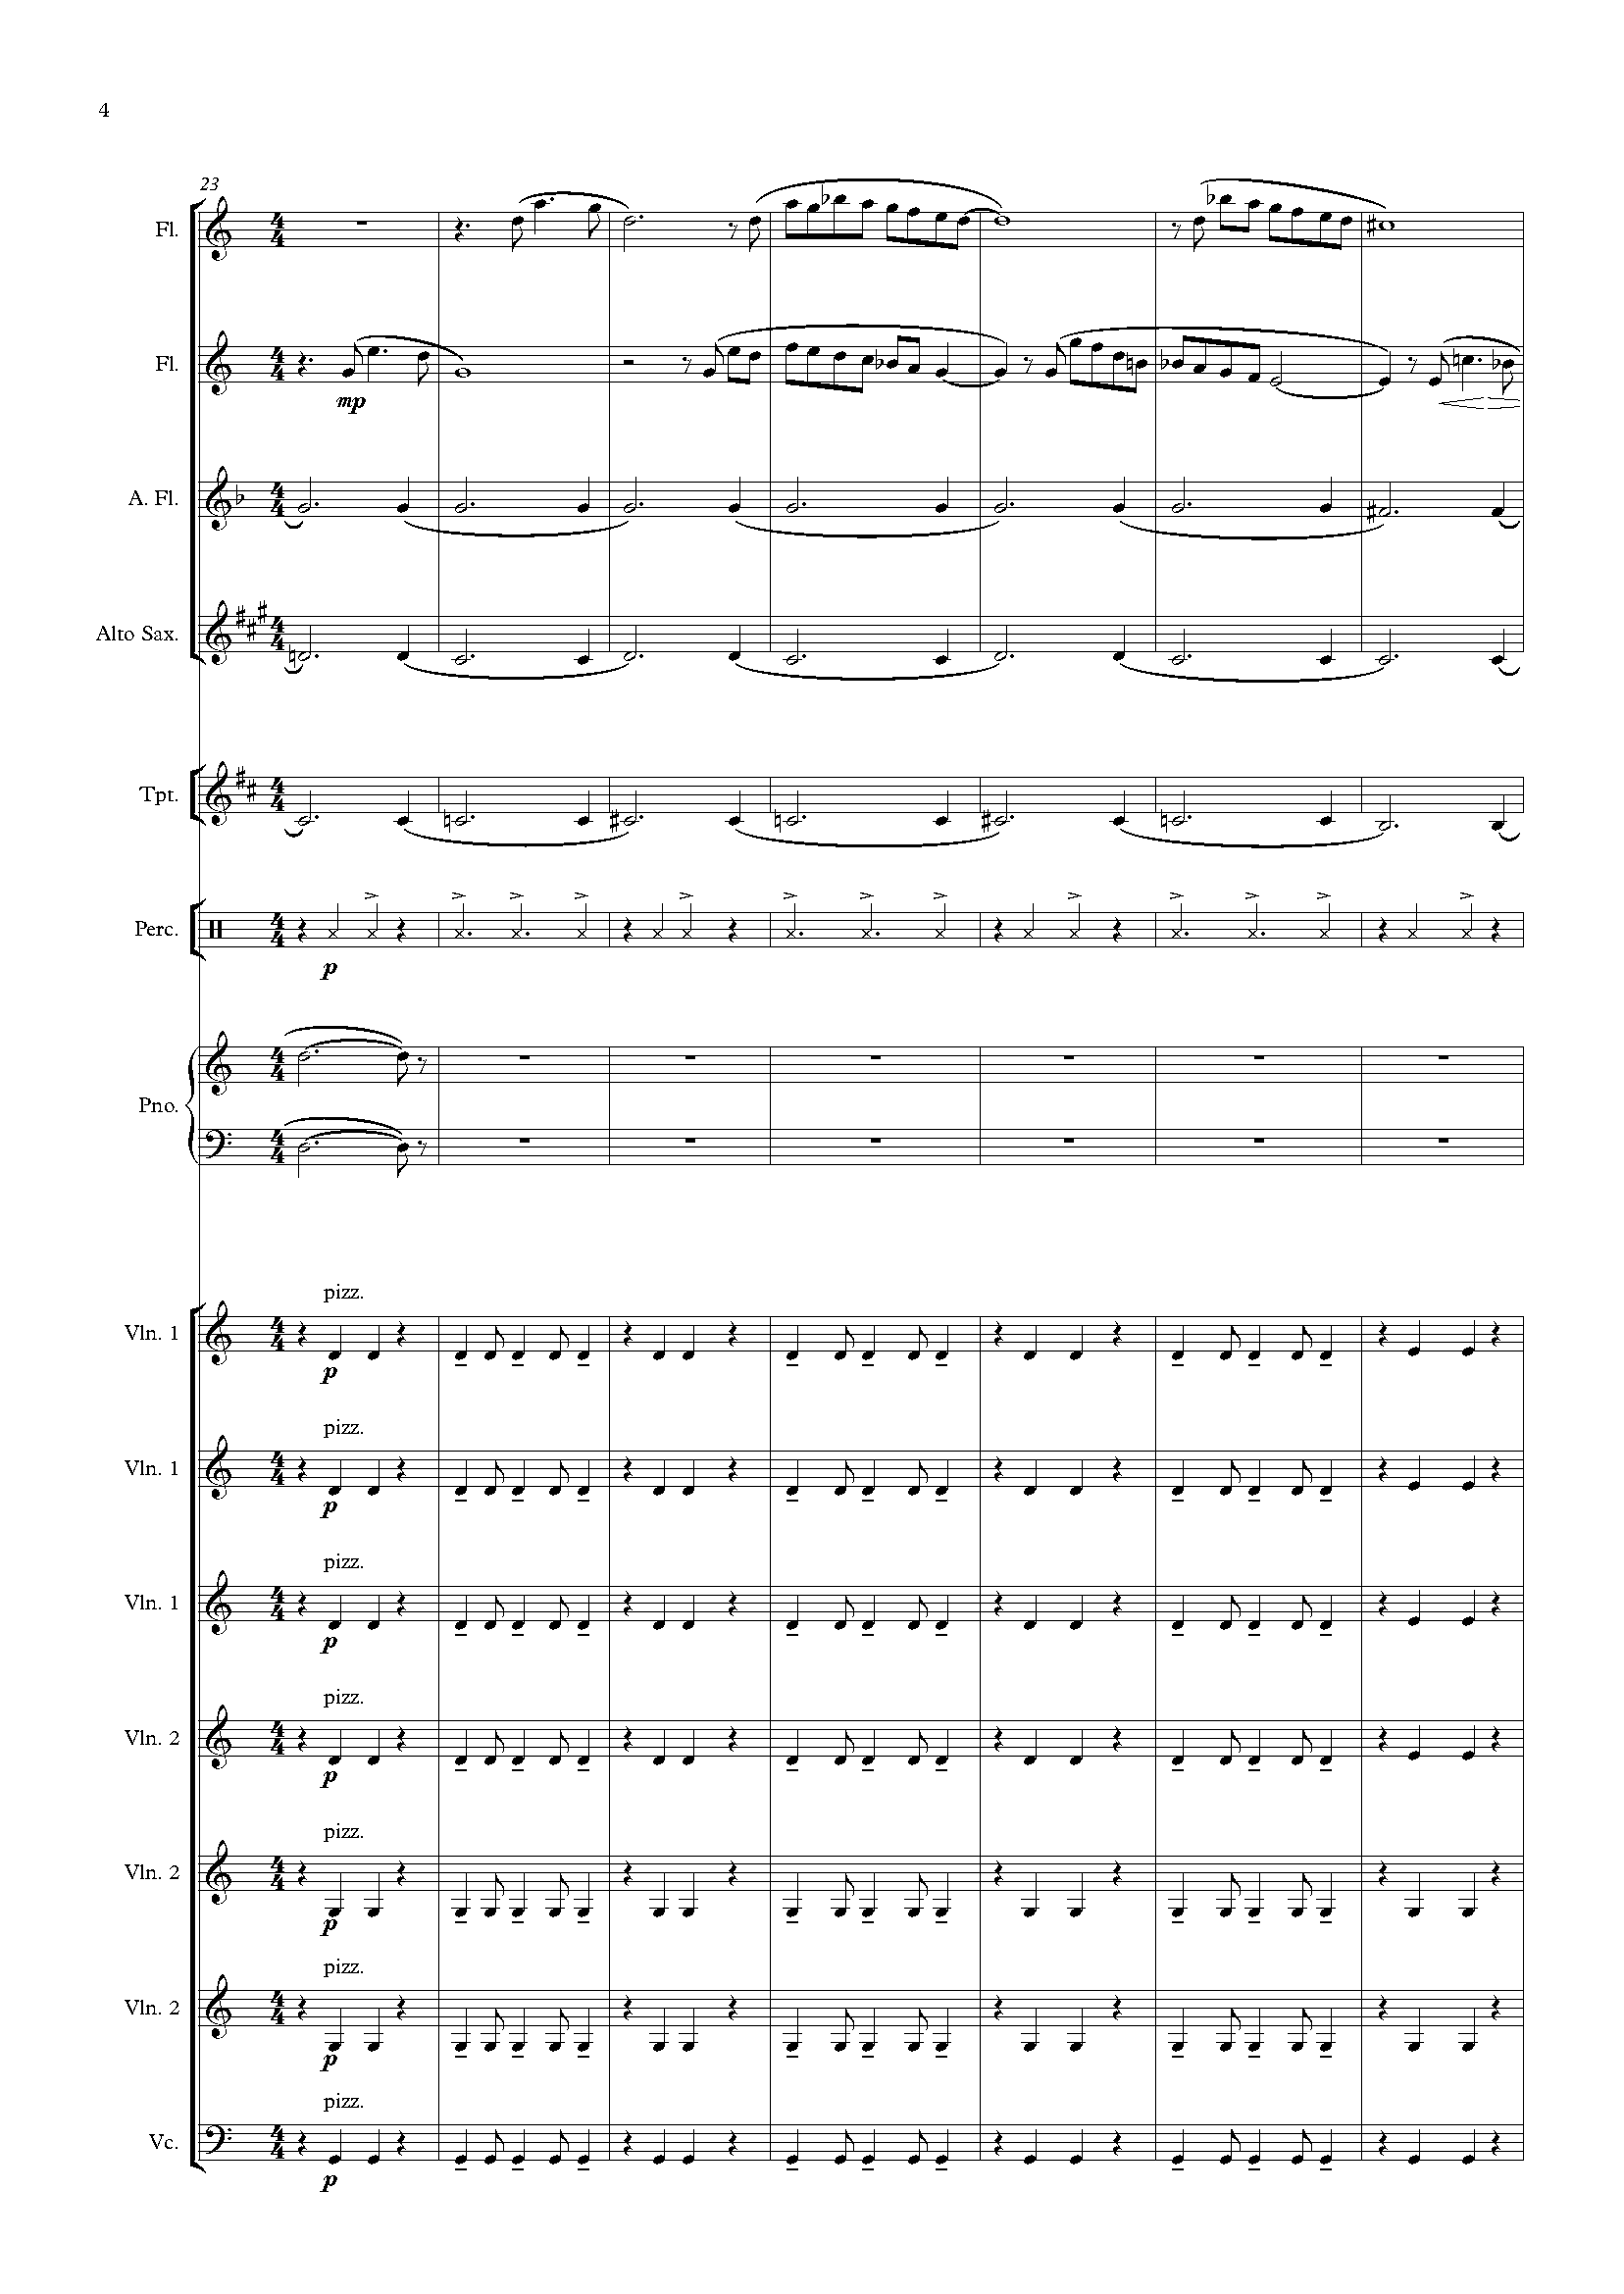 4
23
Fl.
Fl.
mp
A. Fl.
Alto Sax.
Tpt.
Perc.
p
Pno.
pizz.
Vln. 1
p
pizz.
Vln. 1
p
pizz.
Vln. 1
p
pizz.
Vln. 2
p
pizz.
Vln. 2
p
pizz.
Vln. 2
p
pizz.
Vc.
p